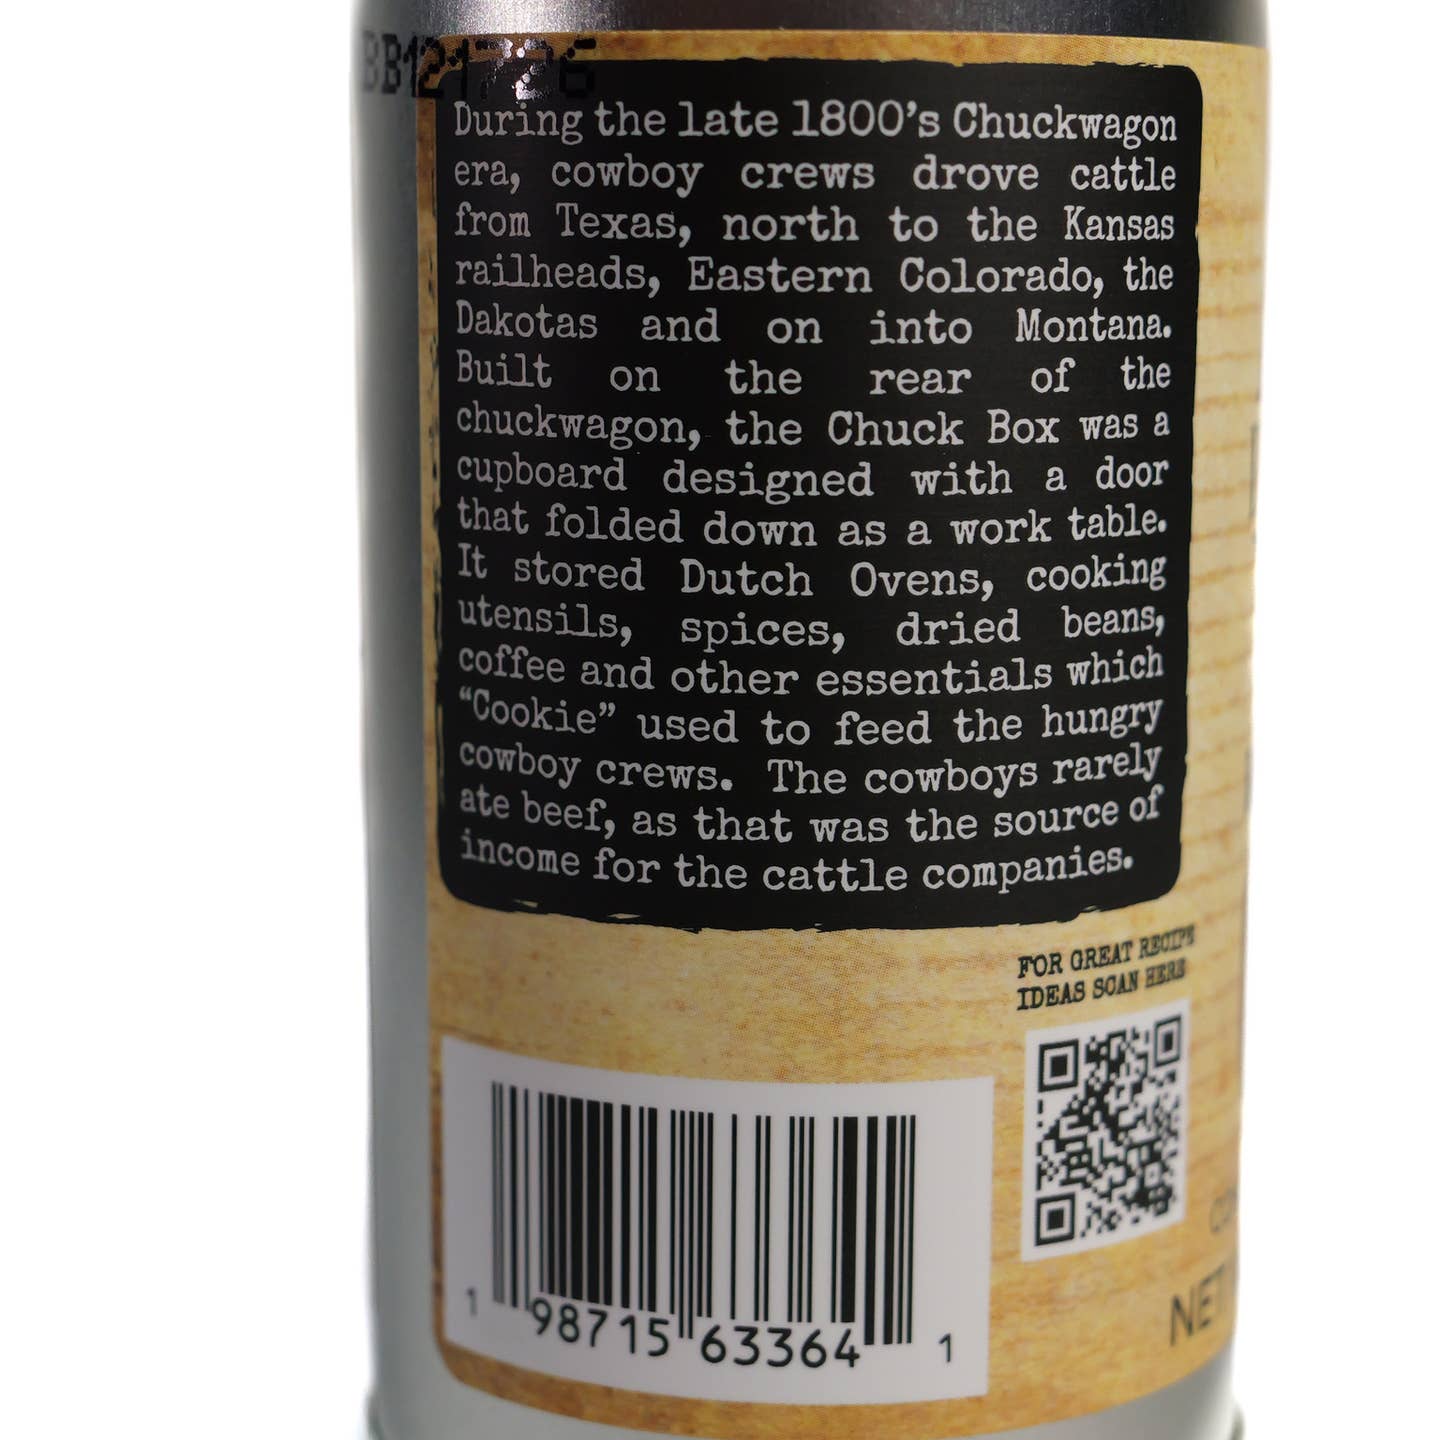 BB121726
During the late 1800's Chuckwagon
era, cowboy crews drove cattle
from Texas, north to the Kansas
railheads, Eastern Colorado, the
Dakotas and on into Montana.
Built on the rear of the
chuckwagon, the Chuck Box was a
cupboard designed with a door
that folded down as a work table.
It stored Dutch Ovens, cooking
utensils, spices, dried beans,
coffee and other essentials which
“Cookie” used to feed the hungry
cowboy crews. The cowboys rarely
ate beef, as that was the source of
income for the cattle companies.
FOR GREAT RECIPE
IDEAS SCAN HERE
1 98715 63364 1
NET